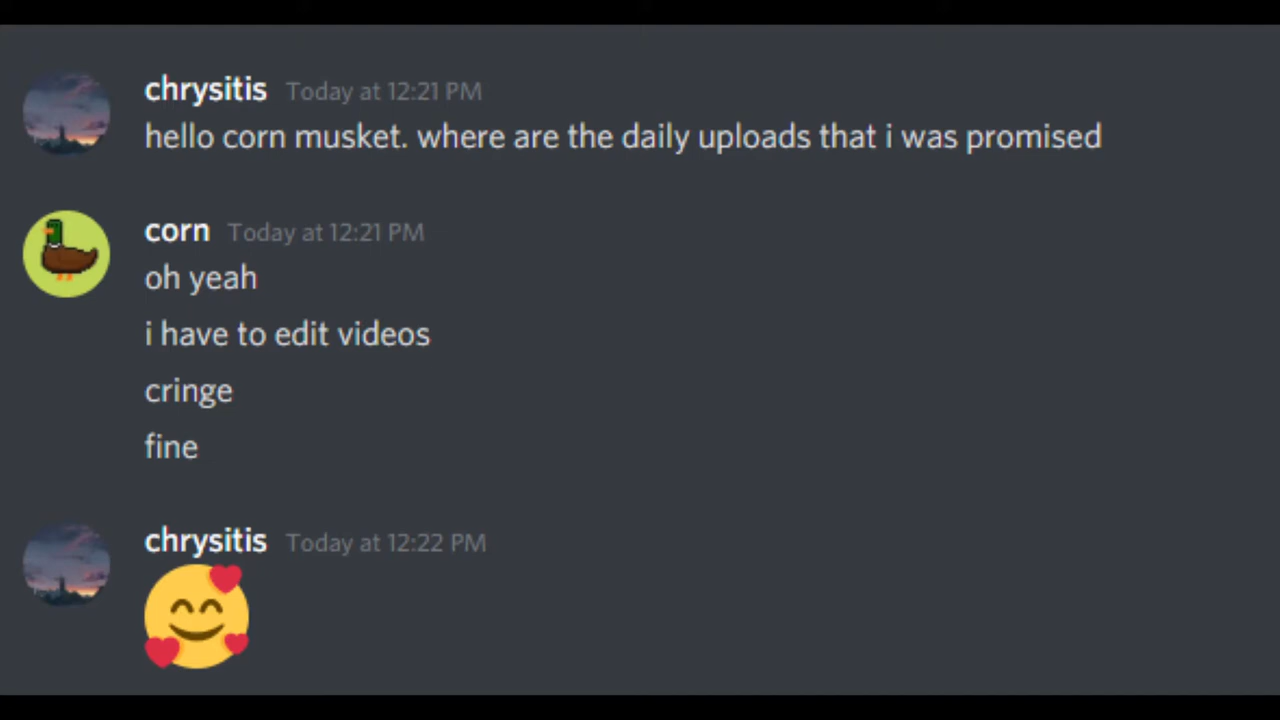 chrysitis Today at 12:21 PM
hello corn musket. where are the daily uploads that i was promised
corn Today at 12:21 PM
oh yeah
i have to edit videos
cringe
fine
chrysitis Today at 12:22 PM